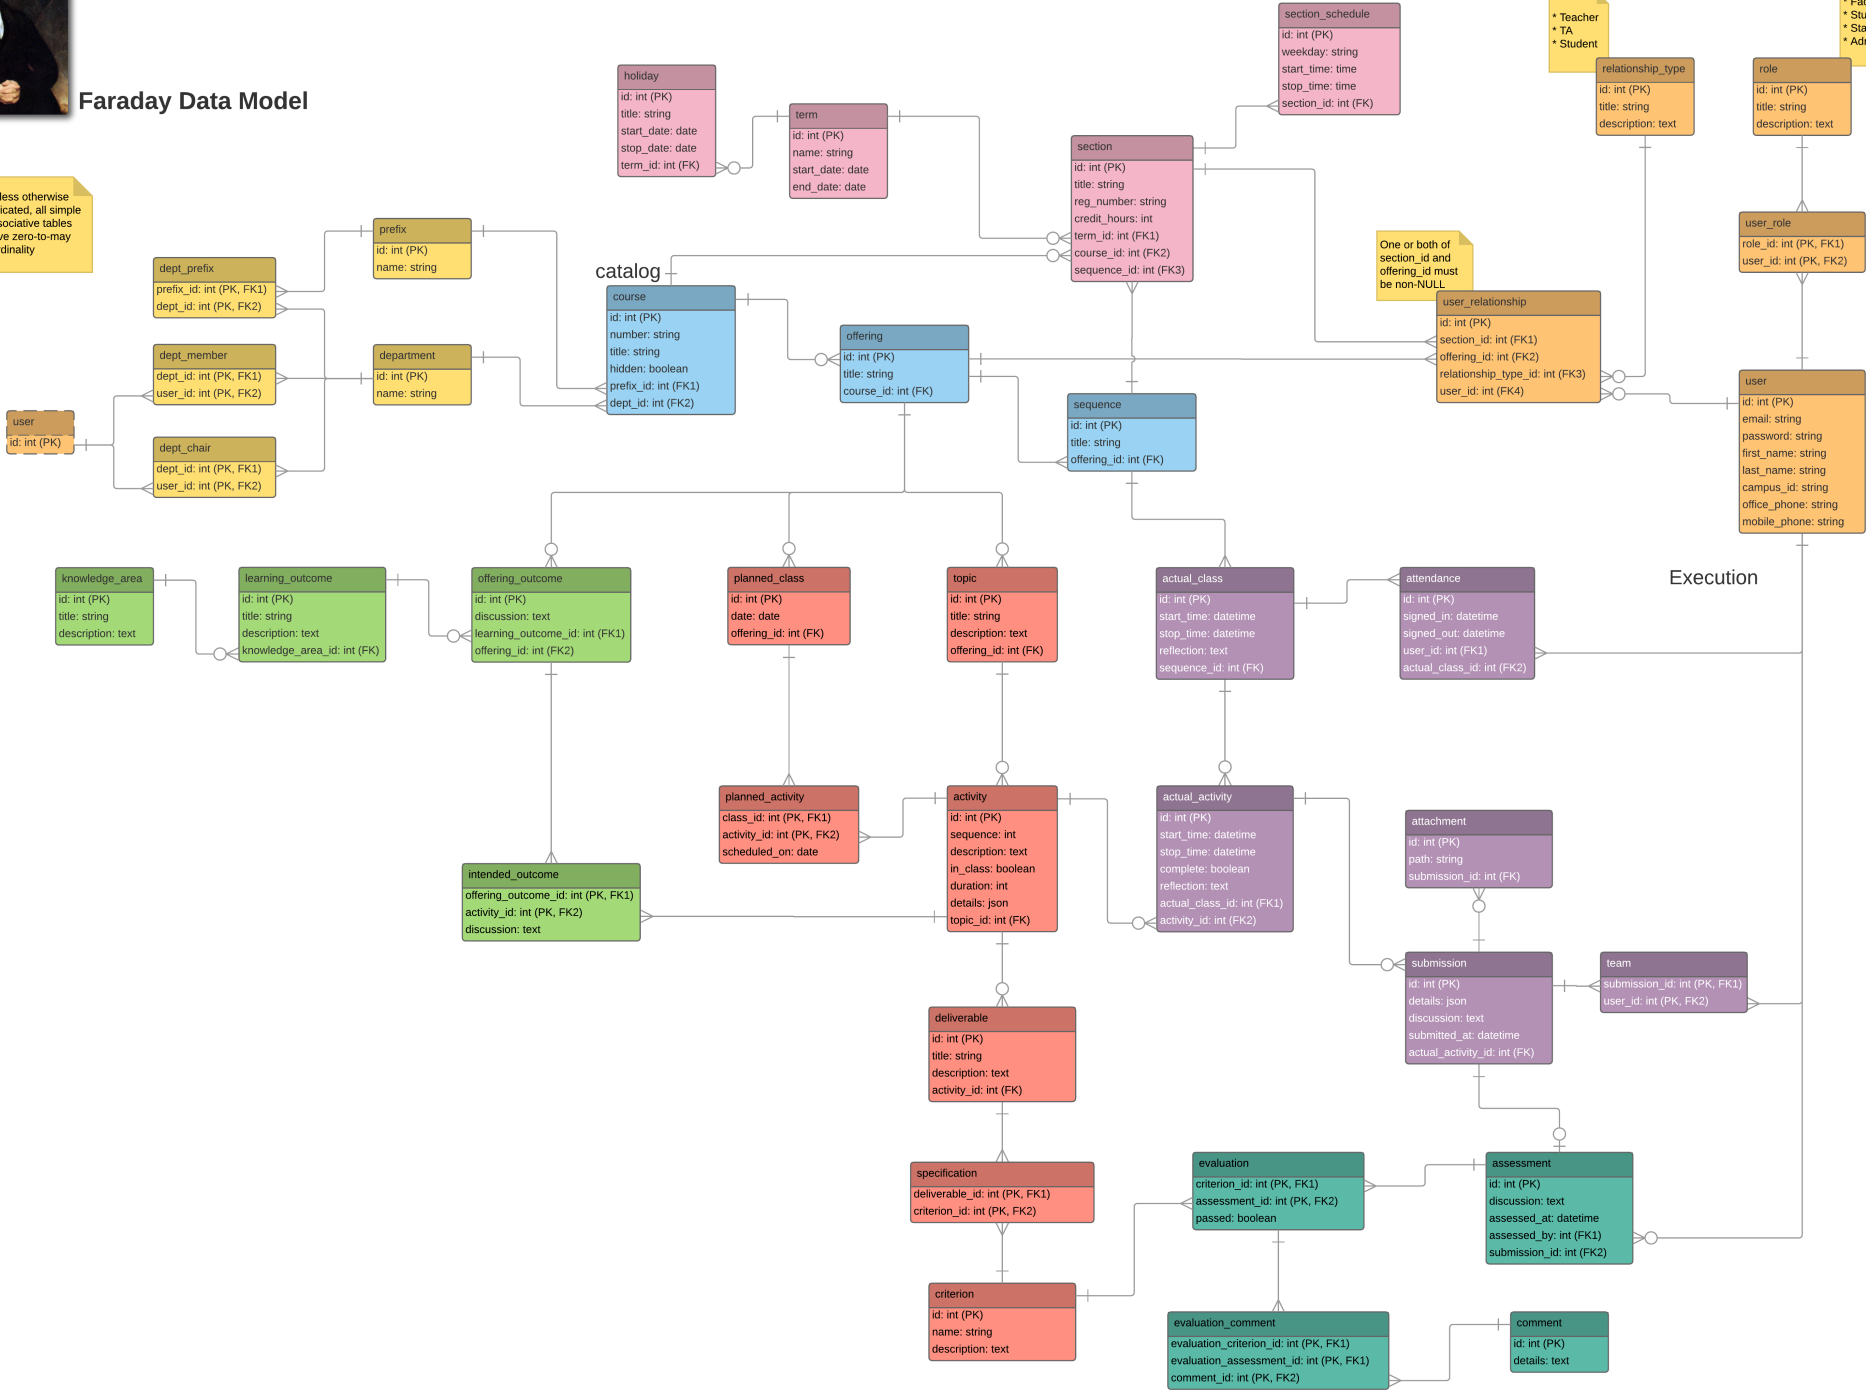 Faraday Data Model
* Teacher
* TA
* Student
section_schedule
id: int (PK)
weekday: string
start_time: time
stop_time: time
section_id: int (FK)
relationship_type
id: int (PK)
title: string
description: text
role
id: int (PK)
title: string
description: text
holiday
id: int (PK)
title: string
start_date: date
stop_date: date
term_id: int (FK)
term
id: int (PK)
name: string
start_date: date
end_date: date
section
id: int (PK)
title: string
reg_number: string
credit_hours: int
term_id: int (FK1)
course_id: int (FK2)
sequence_id: int (FK3)
otherwise
all simple
tables
zero-to-may
user_role
role_id: int (PK, FK1)
user_id: int (PK, FK2)
One or both of
section_id and
offering_id must
be non-NULL
prefix
id: int (PK)
name: string
dept_prefix
prefix_id: int (PK, FK1)
dept_id: int (PK, FK2)
catalog
course
id: int (PK)
number: string
title: string
hidden: boolean
prefix_id: int (FK1)
dept_id: int (FK2)
offering
id: int (PK)
title: string
course_id: int (FK)
user_relationship
id: int (PK)
section_id: int (FK1)
offering_id: int (FK2)
relationship_type_id: int (FK3)
user_id: int (FK4)
dept_member
dept_id: int (PK, FK1)
user_id: int (PK, FK2)
department
id: int (PK)
name: string
sequence
id: int (PK)
title: string
offering_id: int (FK)
user
id: int (PK)
email: string
password: string
first_name: string
last_name: string
campus_id: string
office_phone: string
mobile_phone: string
user
id: int (PK)
dept_chair
dept_id: int (PK, FK1)
user_id: int (PK, FK2)
knowledge_area
id: int (PK)
title: string
description: text
learning_outcome
id: int (PK)
title: string
description: text
knowledge_area_id: int (FK)
offering_outcome
id: int (PK)
discussion: text
learning_outcome_id: int (FK1)
offering_id: int (FK2)
planned_class
id: int (PK)
date: date
offering_id: int (FK)
topic
id: int (PK)
title: string
description: text
offering_id: int (FK)
actual_class
id: int (PK)
start_time: datetime
stop_time: datetime
reflection: text
sequence_id: int (FK)
attendance
id: int (PK)
signed_in: datetime
signed_out: datetime
user_id: int (FK1)
actual_class_id: int (FK2)
Execution
planned_activity
class_id: int (PK, FK1)
activity_id: int (PK, FK2)
scheduled_on: date
activity
id: int (PK)
sequence: int
description: text
in_class: boolean
duration: int
details: json
topic_id: int (FK)
actual_activity
id: int (PK)
start_time: datetime
stop_time: datetime
complete: boolean
reflection: text
actual_class_id: int (FK1)
activity_id: int (FK2)
attachment
id: int (PK)
path: string
submission_id: int (FK)
intended_outcome
offering_outcome_id: int (PK, FK1)
activity_id: int (PK, FK2)
discussion: text
submission
id: int (PK)
details: json
discussion: text
submitted_at: datetime
actual_activity_id: int (FK)
team
submission_id: int (PK, FK1)
user_id: int (PK, FK2)
deliverable
id: int (PK)
title: string
description: text
activity_id: int (FK)
specification
deliverable_id: int (PK, FK1)
criterion_id: int (PK, FK2)
evaluation
criterion_id: int (PK, FK1)
assessment_id: int (PK, FK2)
passed: boolean
assessment
id: int (PK)
discussion: text
assessed_at: datetime
assessed_by: int (FK1)
submission_id: int (FK2)
criterion
id: int (PK)
name: string
description: text
evaluation_comment
evaluation_criterion_id: int (PK, FK1)
evaluation_assessment_id: int (PK, FK1)
comment_id: int (PK, FK2)
comment
id: int (PK)
details: text